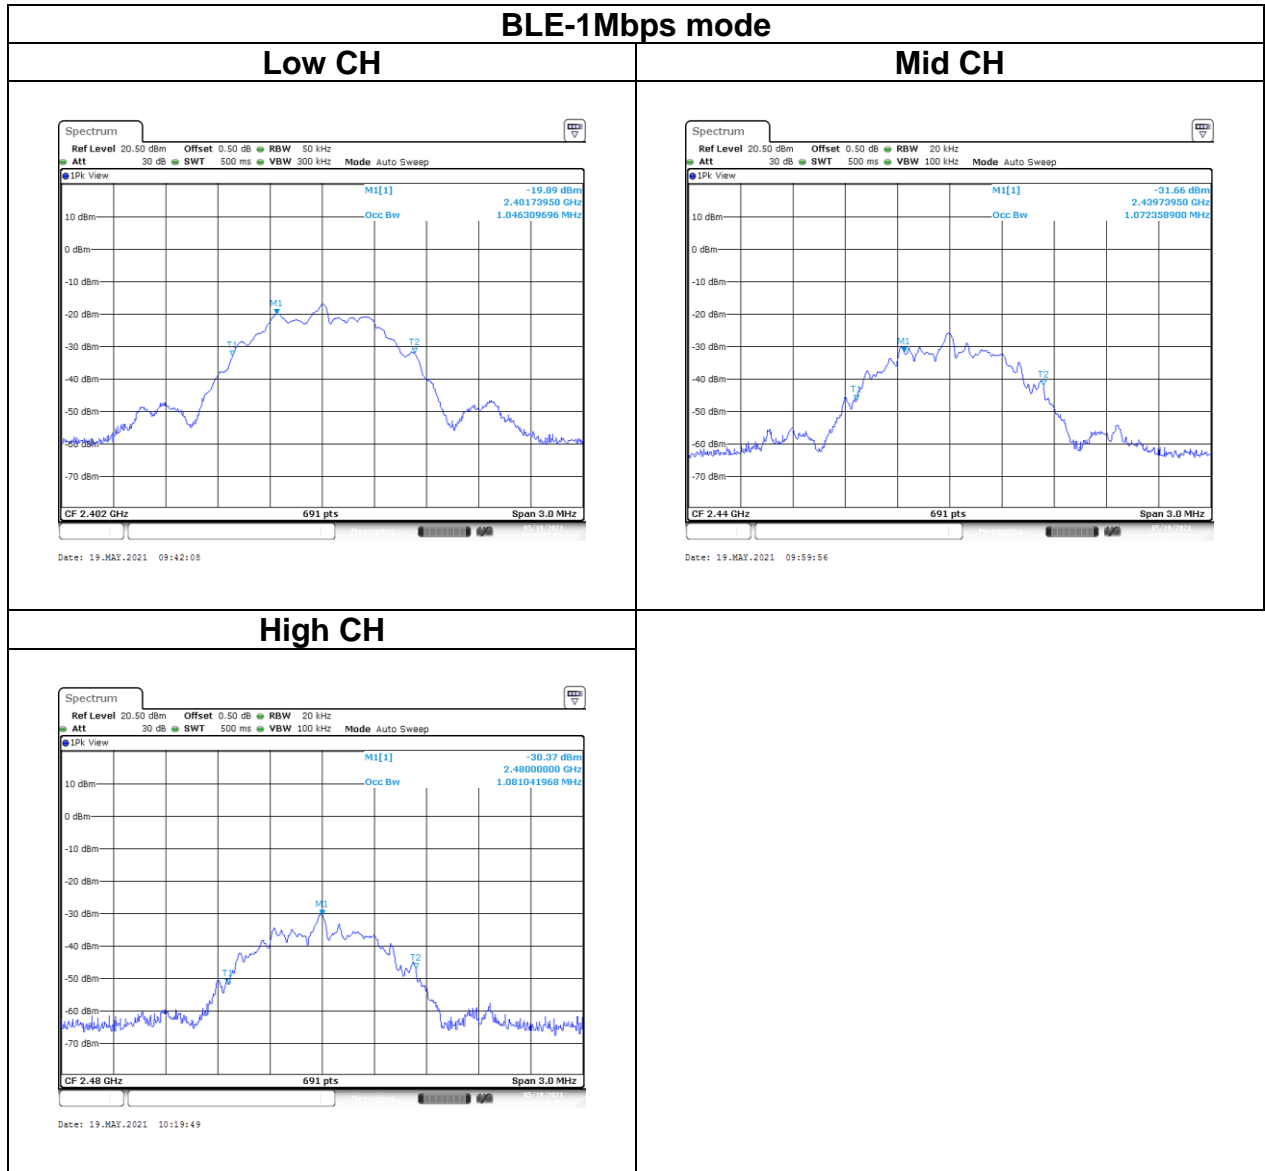 BLE-1Mbps mode
Low CH
Mid CH
Spectrum
Ref Level 20.50 dBm Offset 0.50 dB RBW 50 kHz
Att 30 dB SWT 500 ms VBW 300 kHz Mode Auto Sweep
1Pk View
M1[1] -19.89 dBm
2.40173950 GHz
Occ Bw 1.046309696 MHz
10 dBm
0 dBm
-10 dBm
M1
-20 dBm
T1 T2
-30 dBm
-40 dBm
-50 dBm
-60 dBm
-70 dBm
CF 2.402 GHz 691 pts Span 3.0 MHz
Date: 19.MAY.2021 09:42:08
Spectrum
Ref Level 20.50 dBm Offset 0.50 dB RBW 20 kHz
Att 30 dB SWT 500 ms VBW 100 kHz Mode Auto Sweep
1Pk View
M1[1] -31.66 dBm
2.43973950 GHz
Occ Bw 1.072358900 MHz
10 dBm
0 dBm
-10 dBm
-20 dBm
M1
-30 dBm
T2
-40 dBm
T1
-50 dBm
-60 dBm
-70 dBm
CF 2.44 GHz 691 pts Span 3.0 MHz
Date: 19.MAY.2021 09:59:56
High CH
Spectrum
Ref Level 20.50 dBm Offset 0.50 dB RBW 20 kHz
Att 30 dB SWT 500 ms VBW 100 kHz Mode Auto Sweep
1Pk View
M1[1] -30.37 dBm
2.48000000 GHz
Occ Bw 1.081041968 MHz
10 dBm
0 dBm
-10 dBm
-20 dBm
M1
-30 dBm
-40 dBm
T2
T1
-50 dBm
-60 dBm
-70 dBm
CF 2.48 GHz 691 pts Span 3.0 MHz
Date: 19.MAY.2021 10:19:49